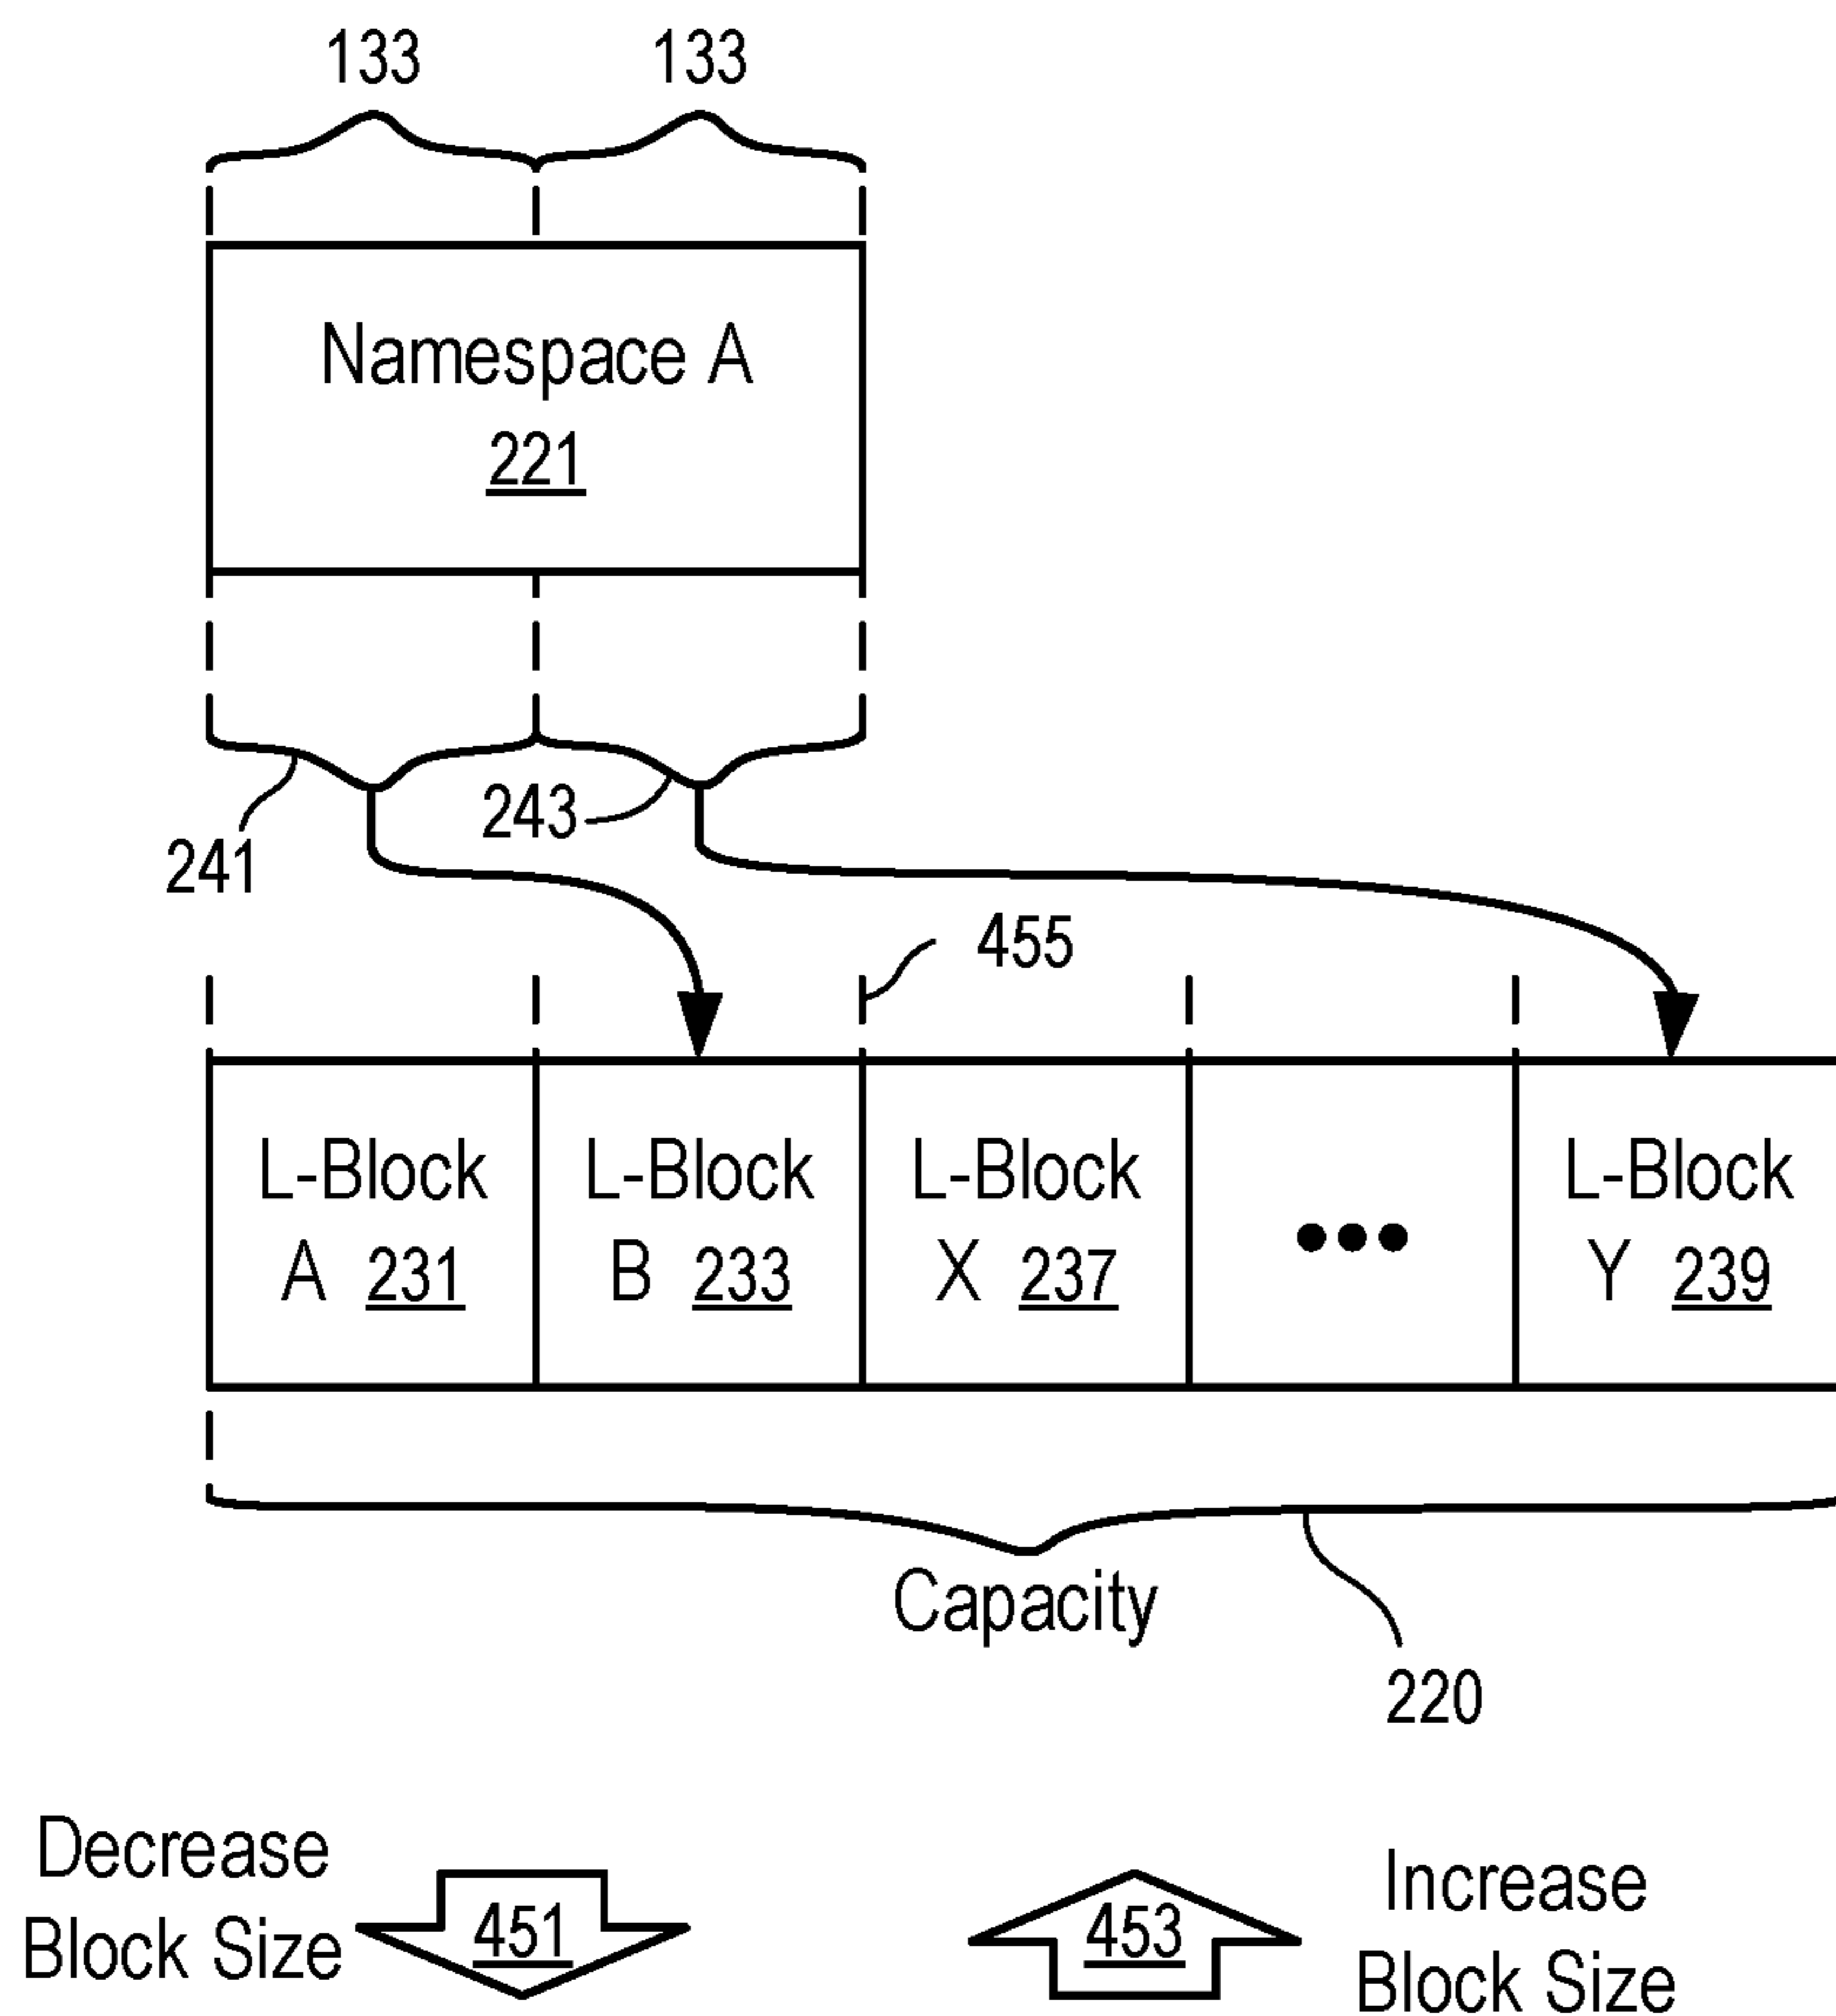 133 133
Namespace A
221
241
243
455
L-Block L-Block L-Block L-Block
A 231 B 233 X 237 ●●● Y 239
Capacity
220
Decrease
Block Size
451
453
Increase
Block Size